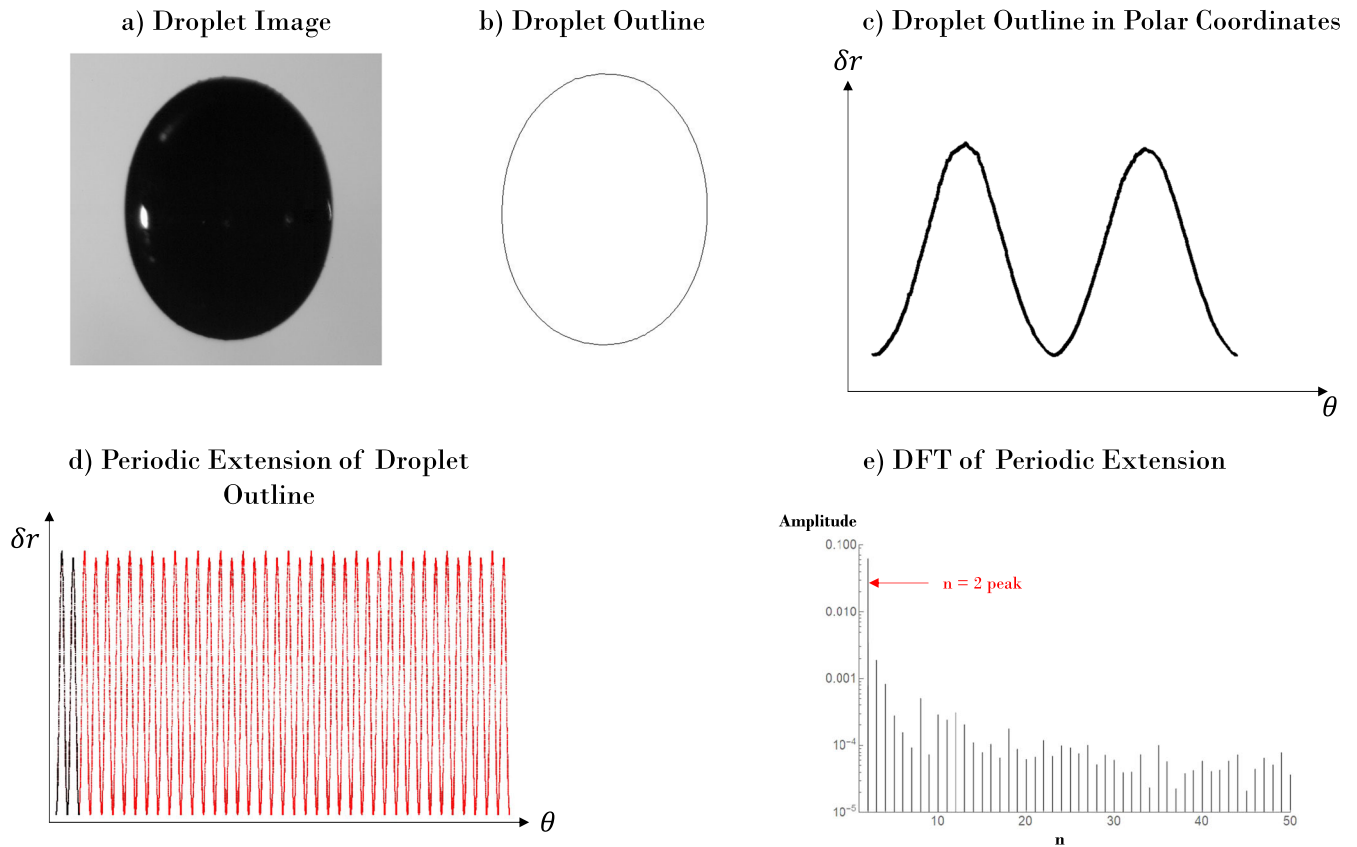 a) Droplet Image
b) Droplet Outline
c) Droplet Outline in Polar Coordinates
δr
θ
d) Periodic Extension of Droplet
Outline
δr
θ
e) DFT of Periodic Extension
Amplitude
0.100
n = 2 peak
0.010
0.001
10⁻⁴
10⁻⁵
10 20 30 40 50
n